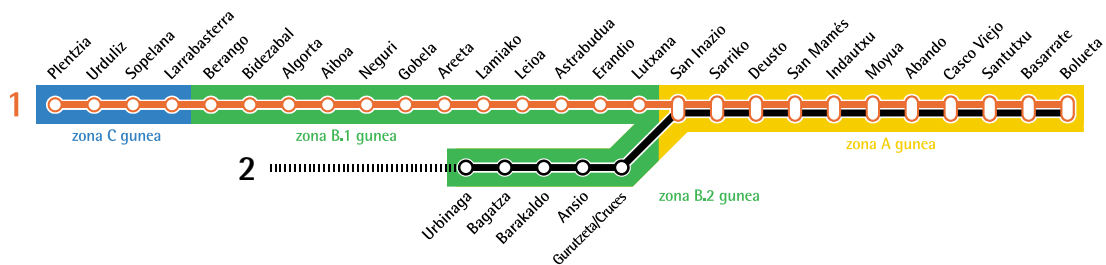 Plentzia
Urduliz
Sopelana
Larrabasterra
Berango
Bidezabal
Algorta
Aiboa
Neguri
Gobela
Areeta
Lamiako
Leioa
Astrabudua
Erandio
Lutxana
San Inazio
Sarriko
Deusto
San Mamés
Indautxu
Moyua
Abando
Casco Viejo
Santutxu
Basarrate
Bolueta
1
zona C gunea
zona B.1 gunea
zona A gunea
2
Urbinaga
Bagatza
Barakaldo
Ansio
Gurutzeta/Cruces
zona B.2 gunea